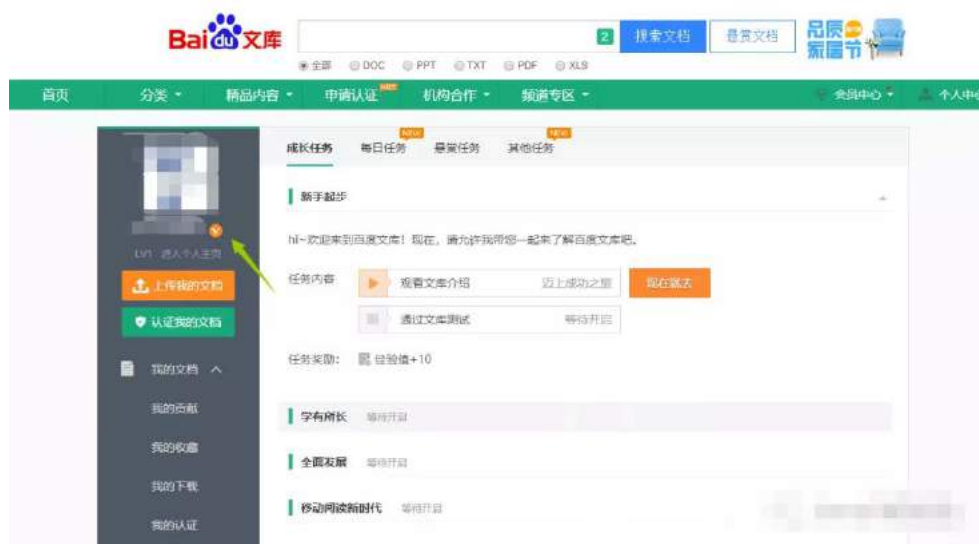 Baidu文库
2
搜索文档
悬赏文档
品质
家居节
全部 DOC PPT TXT PDF XLS
首页 分类 精品内容 申请认证 HOT 机构合作 频道专区 会员中心 个人中心
成长任务 每日任务 NEW 悬赏任务 其他任务 NEW
新手起步
LV1 进入个人主页
hi~欢迎来到百度文库！现在，请允许我带您一起来了解百度文库吧。
上传我的文档
任务内容 观看文库介绍 迈上成功之旅 现在就去
认证我的文档
通过文库测试 等待开启
我的文档
任务奖励： 经验值+10
我的贡献
学有所长 等待开启
我的收藏
全面发展 等待开启
我的下载
移动阅读新时代 等待开启
我的认证